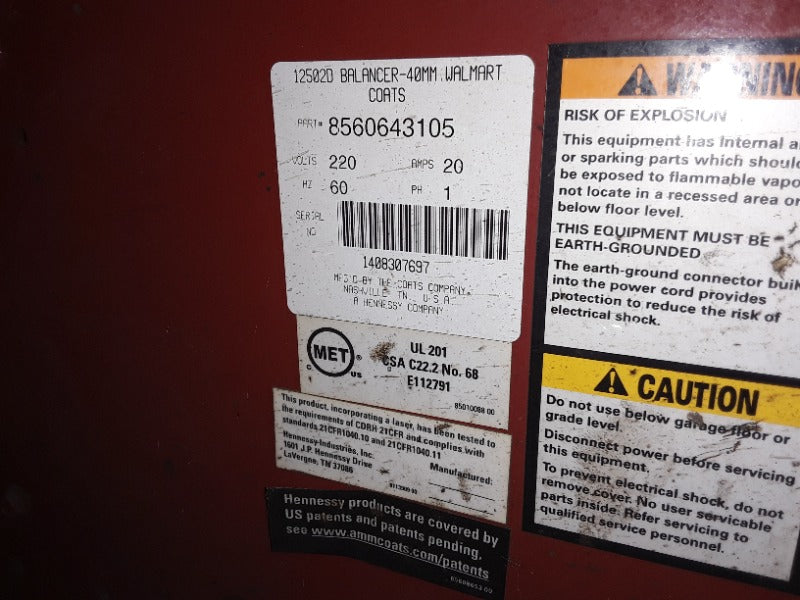 12502D BALANCER-40MM WALMART
COATS
PART# 8560643105
VOLTS 220 AMPS 20
HZ 60 PH 1
SERIAL
NO
1408307697
MFG'D BY THE COATS COMPANY
NASHVILLE TN U.S.A
A HENNESSY COMPANY
MET
C US
UL 201
CSA C22.2 No. 68
E112791
85010088 00
This product, incorporating a laser, has been tested to
the requirements of CDRH 21CFR and complies with
standards 21CFR1040.10 and 21CFR1040.11
Hennessy Industries, Inc.
1601 J.P. Hennessy Drive
LaVergne, TN 37086
Manufactured:
Hennessy products are covered by
US patents and patents pending,
see www.ammcoats.com/patents
WARNING
RISK OF EXPLOSION
This equipment has internal a
or sparking parts which shoul
be exposed to flammable vapo
not locate in a recessed area or
below floor level.
THIS EQUIPMENT MUST BE
EARTH-GROUNDED
The earth-ground connector buil
into the power cord provides
protection to reduce the risk of
electrical shock.
CAUTION
Do not use below garage floor or
grade level.
Disconnect power before servicing
this equipment.
To prevent electrical shock, do not
remove cover. No user servicable
parts inside. Refer servicing to
qualified service personnel.